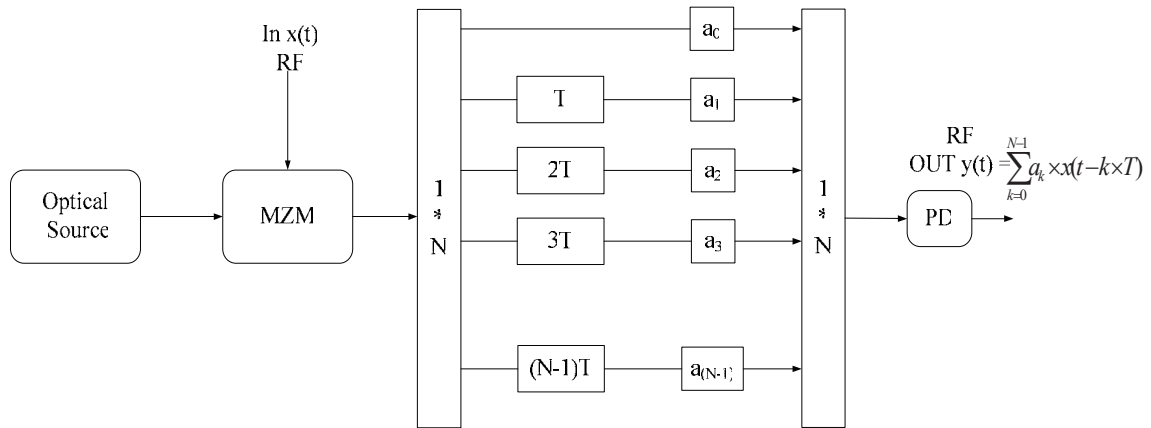 In x(t)
RF
Optical
Source
MZM
1
*
N
a0
T
a1
2T
a2
3T
a3
(N-1)T
a(N-1)
1
*
N
PD
RF
OUT y(t) = \sum_{k=0}^{N-1} a_k × x(t − k × T)